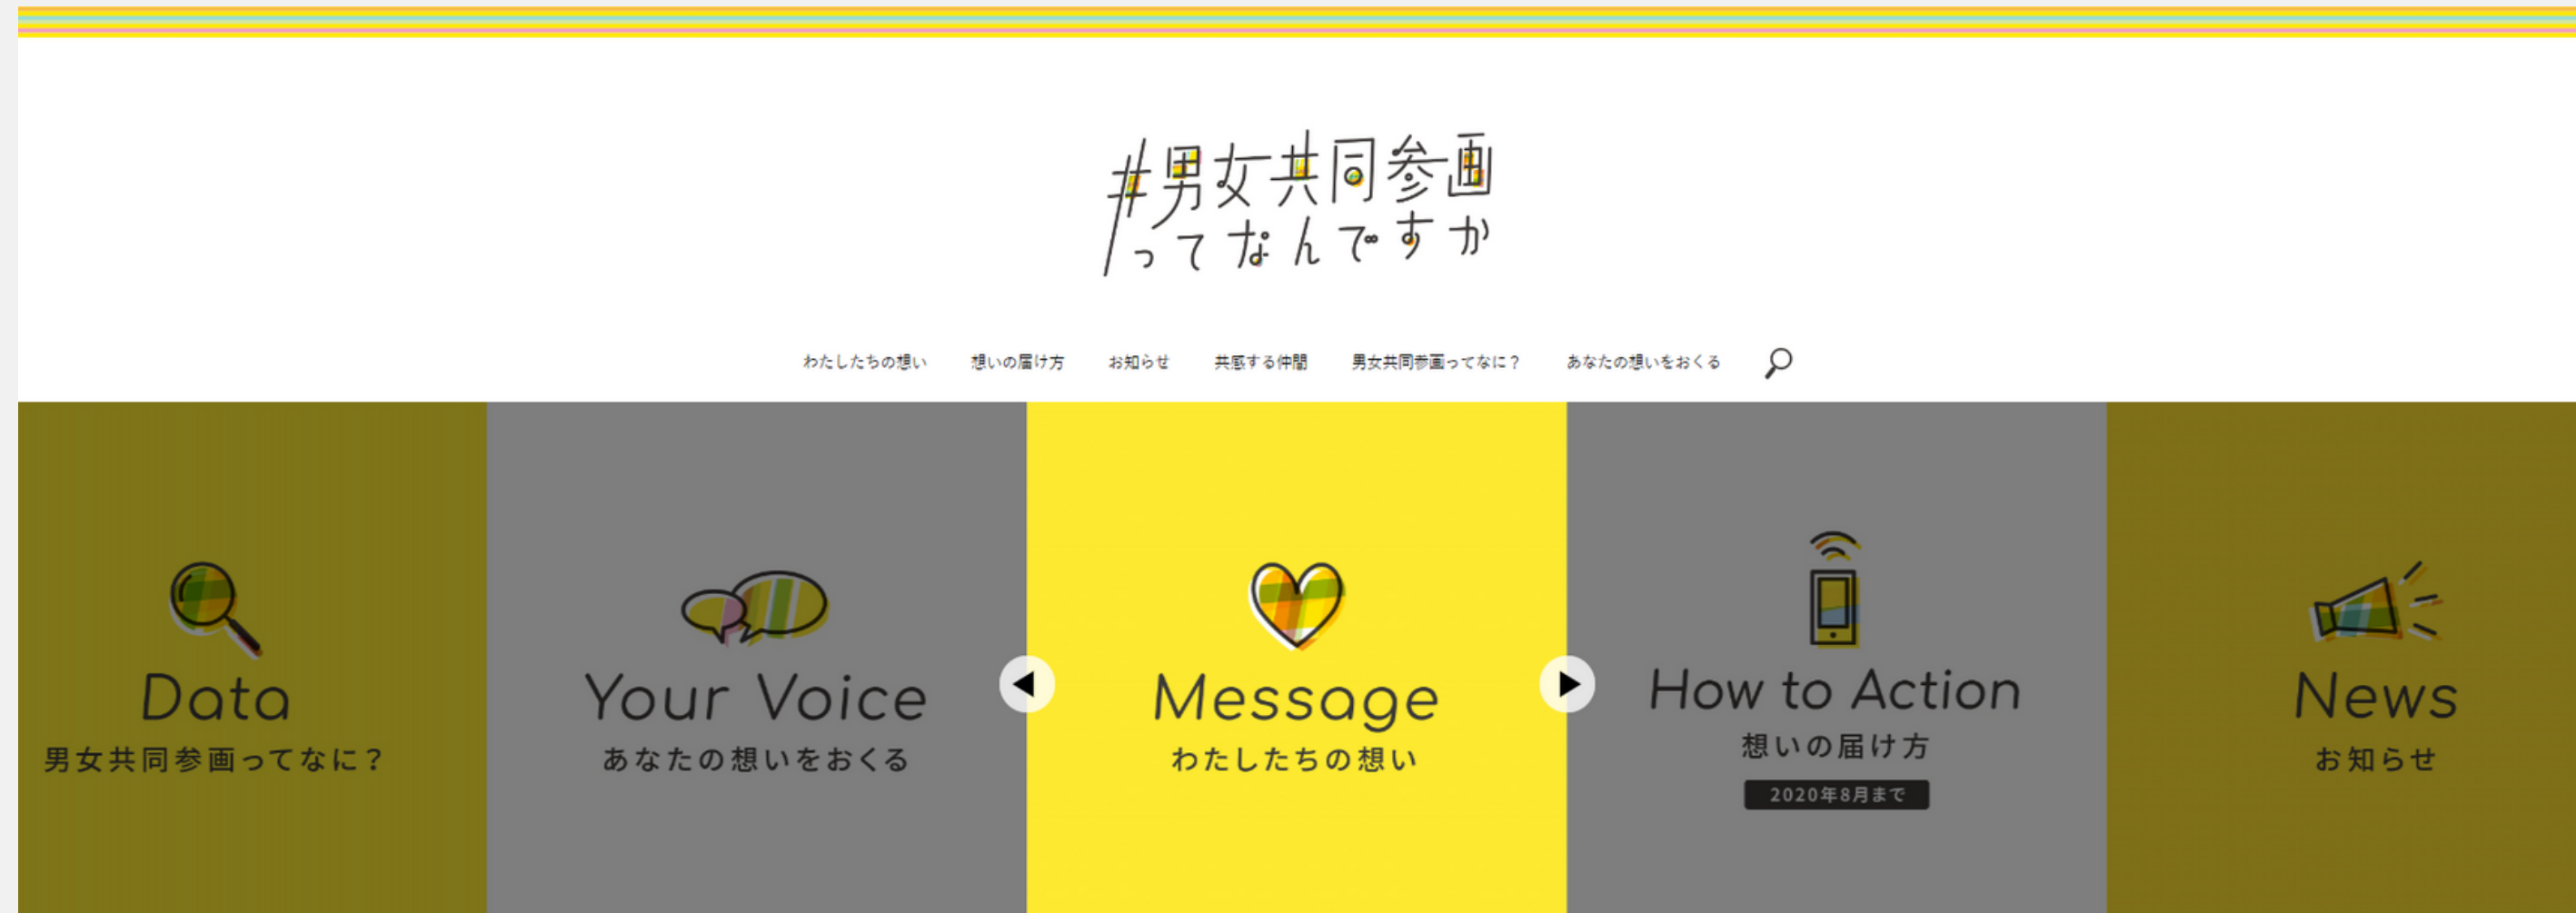 #男女共同参画
ってなんですか
わたしたちの想い 想いの届け方 お知らせ 共感する仲間 男女共同参画ってなに？ あなたの想いをおくる
Data
男女共同参画ってなに？
Your Voice
あなたの想いをおくる
Message
わたしたちの想い
How to Action
想いの届け方
2020年8月まで
News
お知らせ